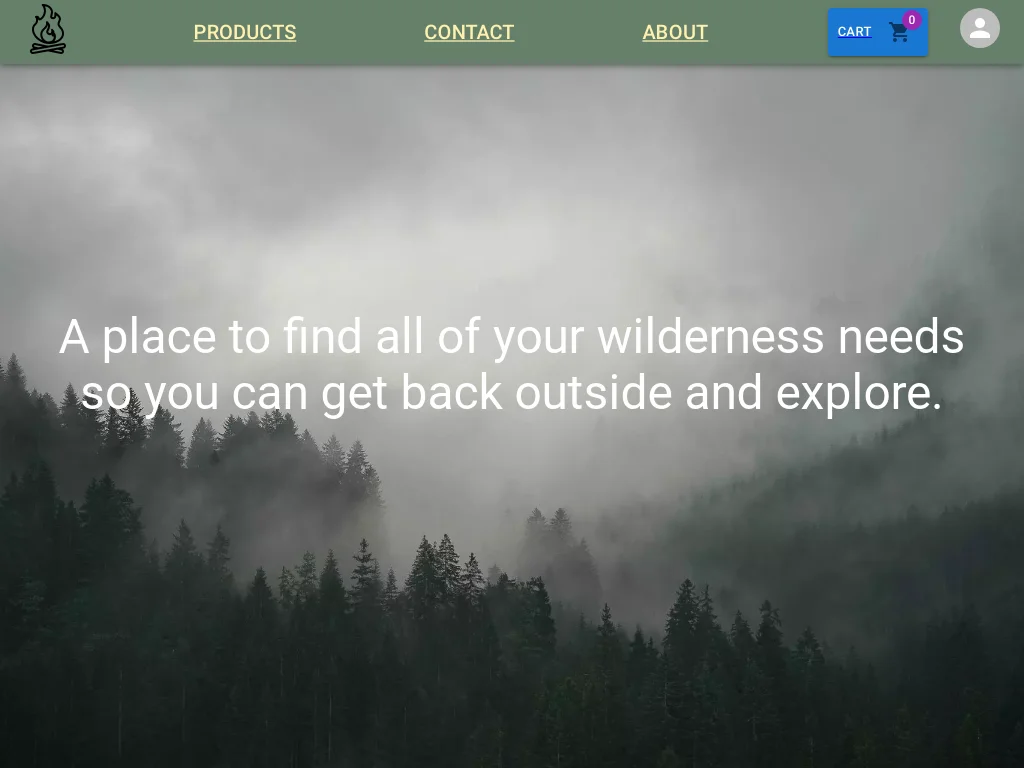 PRODUCTS CONTACT ABOUT CART 0
A place to find all of your wilderness needs
so you can get back outside and explore.